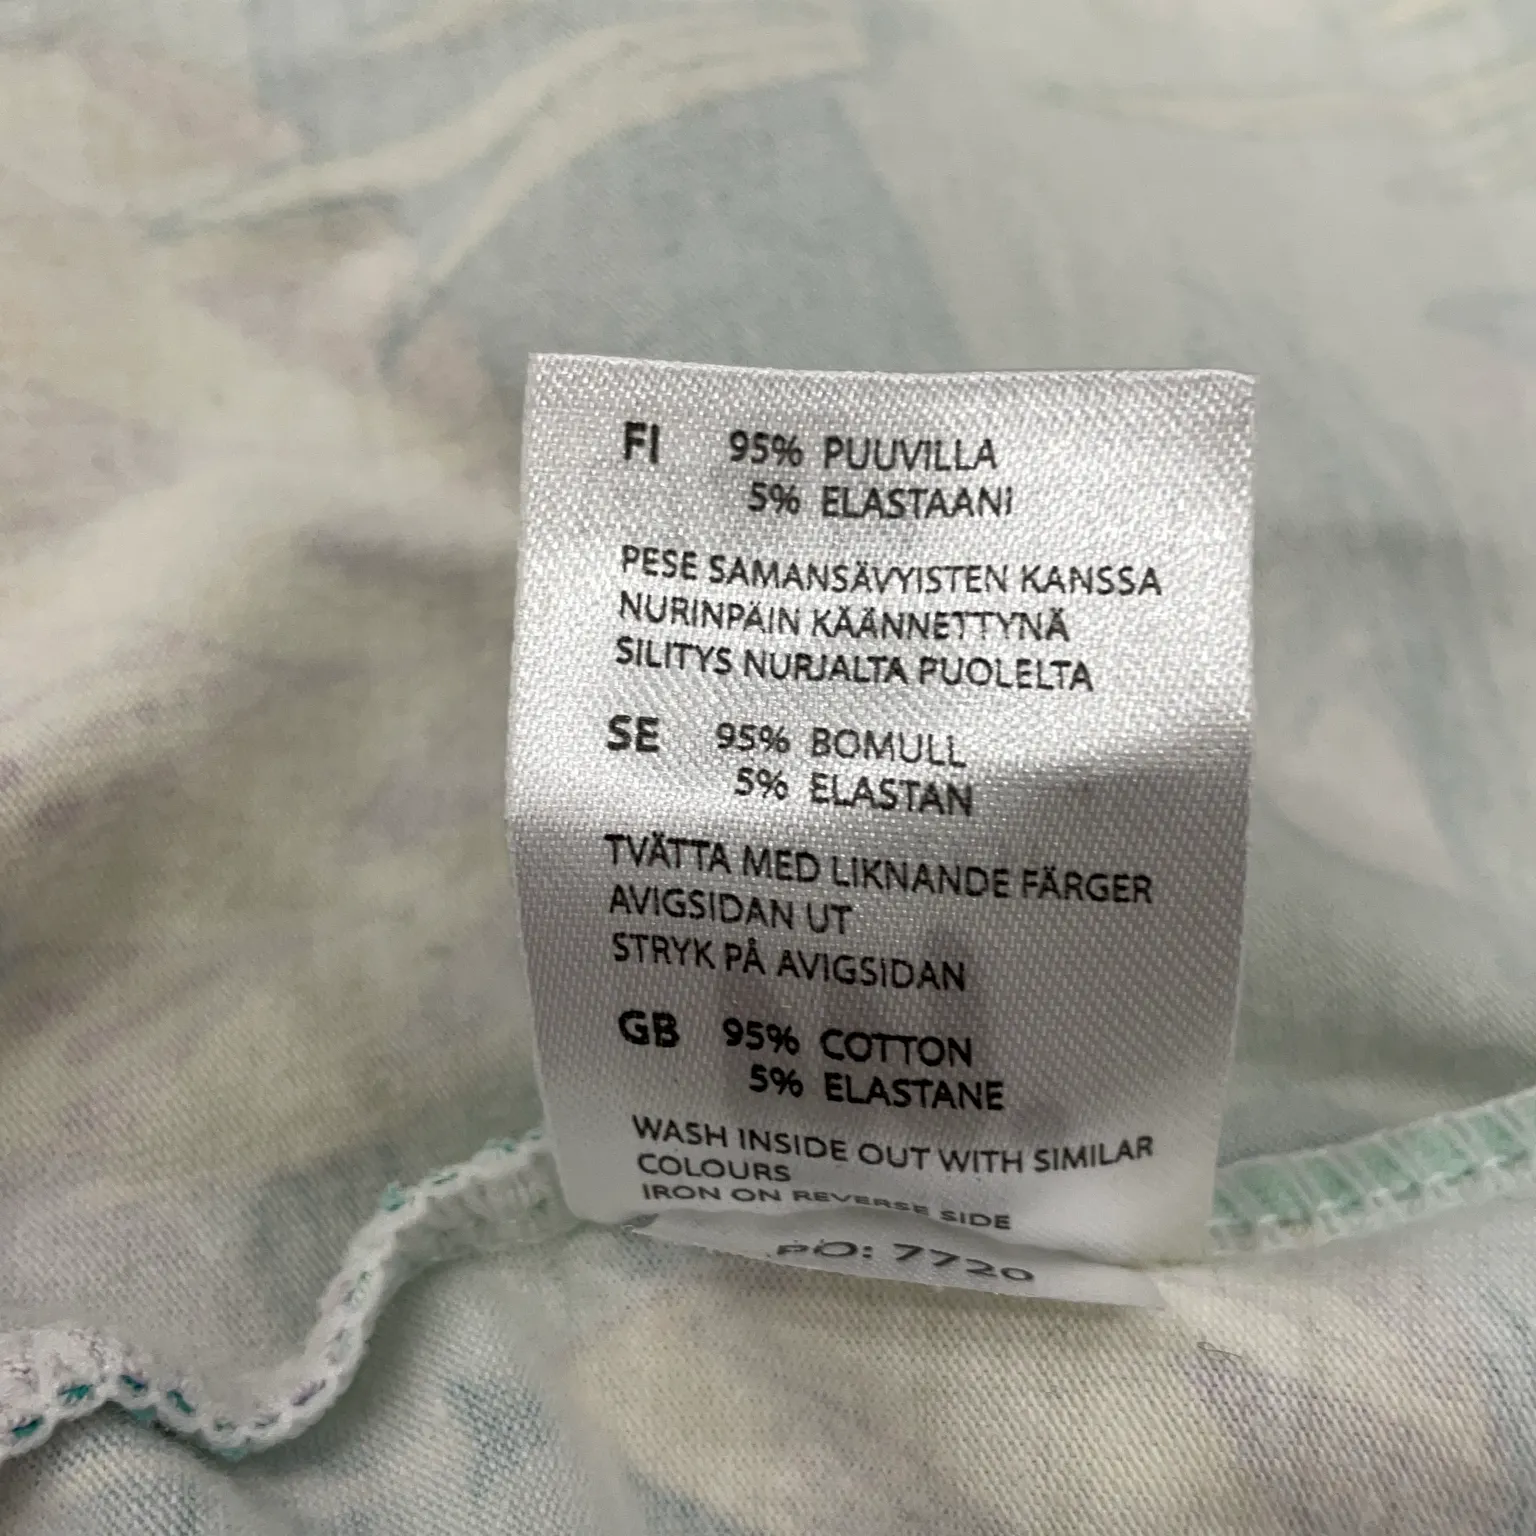 FI 95% PUUVILLA
5% ELASTAANI
PESE SAMANSÄVYISTEN KANSSA
NURINPÄIN KÄÄNNETTYNÄ
SILITYS NURJALTA PUOLELTA
SE 95% BOMULL
5% ELASTAN
TVÄTTA MED LIKNANDE FÄRGER
AVIGSIDAN UT
STRYK PÅ AVIGSIDAN
GB 95% COTTON
5% ELASTANE
WASH INSIDE OUT WITH SIMILAR
COLOURS
IRON ON REVERSE SIDE
PO: 7720